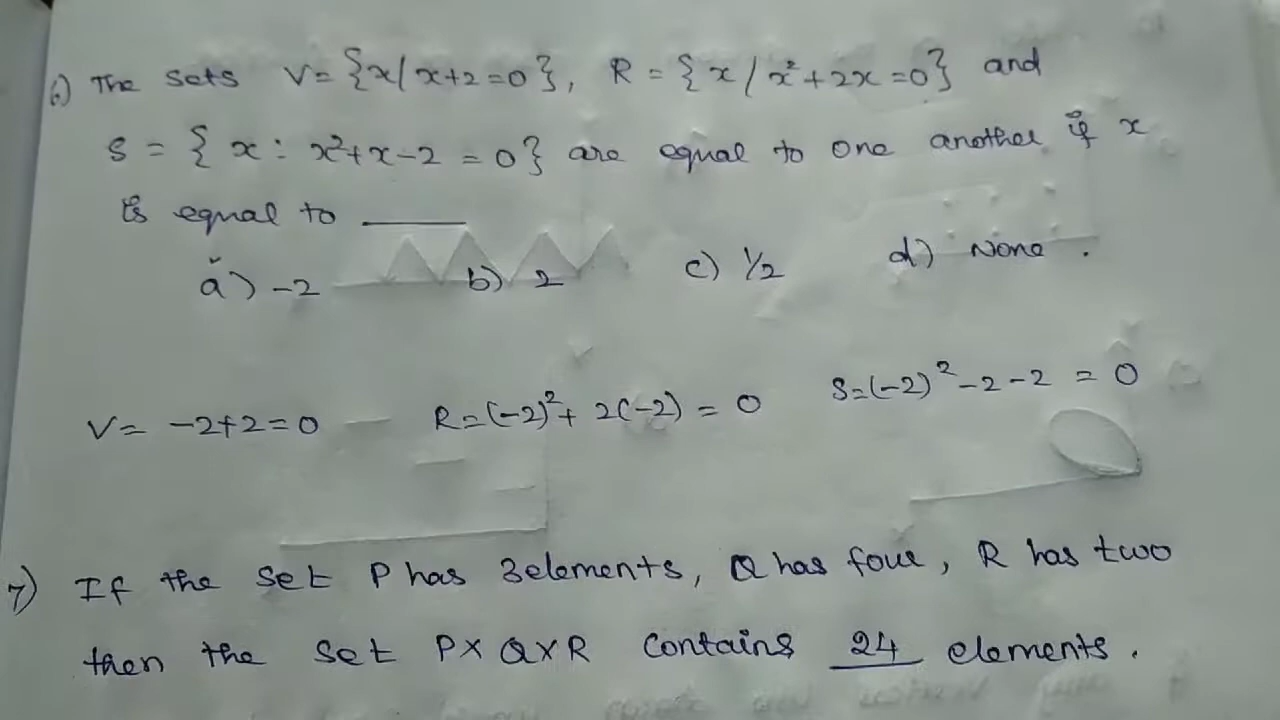 6) The sets V= {x/x+2=0}, R = {x/x²+2x=0} and
S = {x: x²+x-2 = 0} are equal to one another if x
is equal to ______
a) -2 b) 2 c) 1/2 d) None.
V= -2+2=0 R=(-2)²+ 2(-2) = 0 S=(-2)²-2-2 = 0
7) If the set P has 3elements, Q has four, R has two
then the set P×Q×R contains 24 elements.